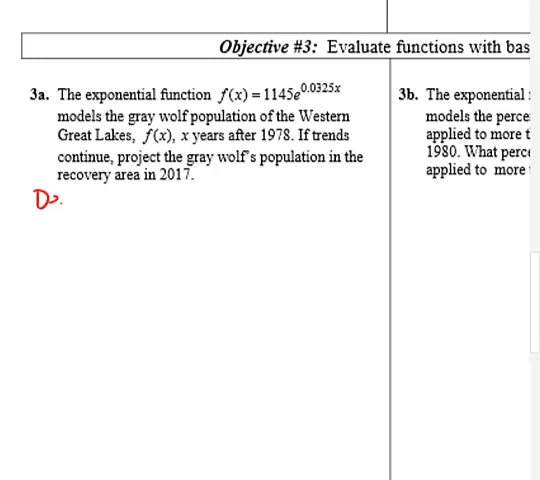 Objective #3: Evaluate functions with bas
3a. The exponential function f(x) = 1145e^0.0325x
models the gray wolf population of the Western
Great Lakes, f(x), x years after 1978. If trends
continue, project the gray wolf's population in the
recovery area in 2017.
3b. The exponential
models the perce
applied to more t
1980. What perce
applied to more